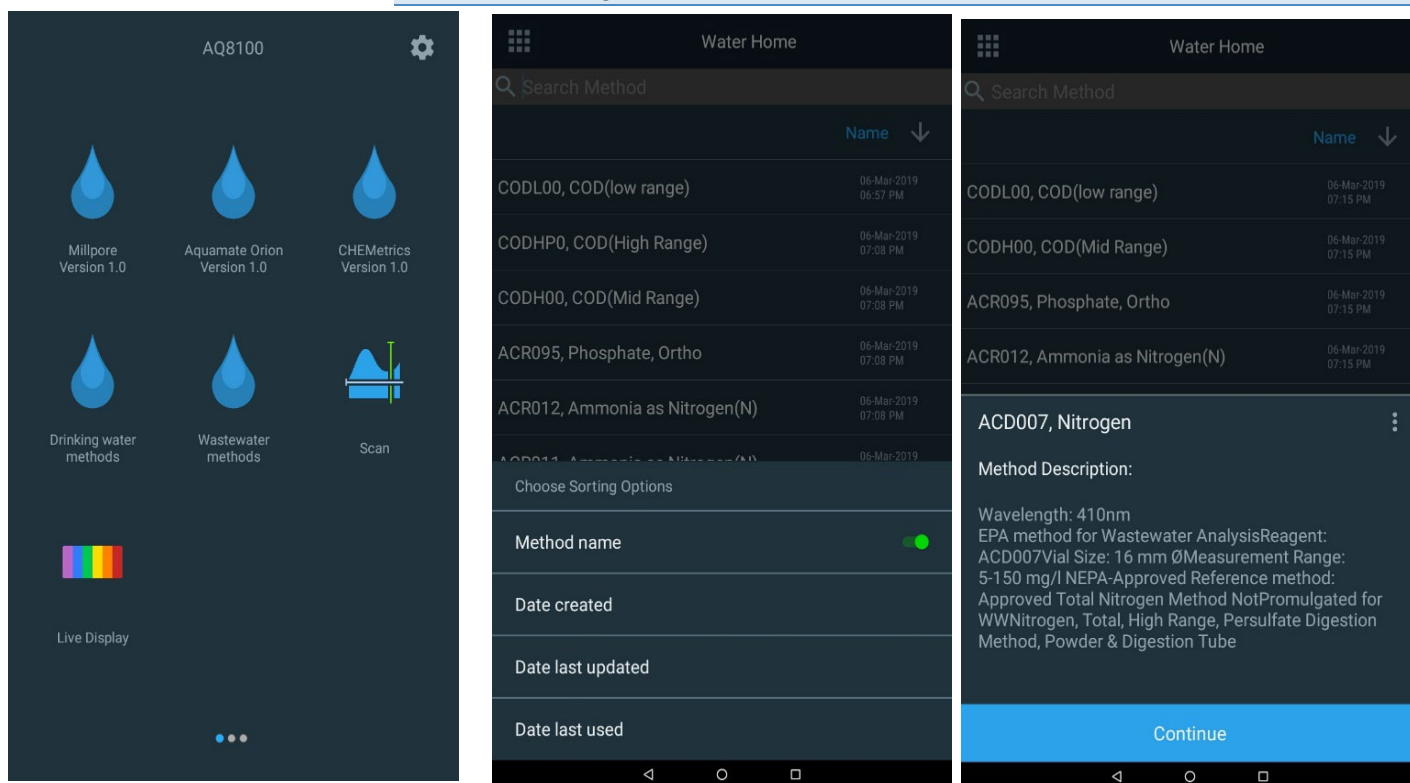 AQ8100
Millpore
Version 1.0
Aquamate Orion
Version 1.0
CHEMetrics
Version 1.0
Drinking water
methods
Wastewater
methods
Scan
Live Display
Water Home
Search Method
Name
CODL00, COD(low range)
06-Mar-2019
06:57 PM
CODHP0, COD(High Range)
06-Mar-2019
07:08 PM
CODH00, COD(Mid Range)
06-Mar-2019
07:08 PM
ACR095, Phosphate, Ortho
06-Mar-2019
07:08 PM
ACR012, Ammonia as Nitrogen(N)
06-Mar-2019
07:08 PM
ACR011, Ammonia as Nitrogen(N)
06-Mar-2019
Choose Sorting Options
Method name
Date created
Date last updated
Date last used
Water Home
Search Method
Name
CODL00, COD(low range)
06-Mar-2019
07:15 PM
CODH00, COD(Mid Range)
06-Mar-2019
07:15 PM
ACR095, Phosphate, Ortho
06-Mar-2019
07:15 PM
ACR012, Ammonia as Nitrogen(N)
06-Mar-2019
07:15 PM
ACD007, Nitrogen
Method Description:
Wavelength: 410nm
EPA method for Wastewater AnalysisReagent:
ACD007Vial Size: 16 mm ØMeasurement Range:
5-150 mg/l NEPA-Approved Reference method:
Approved Total Nitrogen Method NotPromulgated for
WWNitrogen, Total, High Range, Persulfate Digestion
Method, Powder & Digestion Tube
Continue